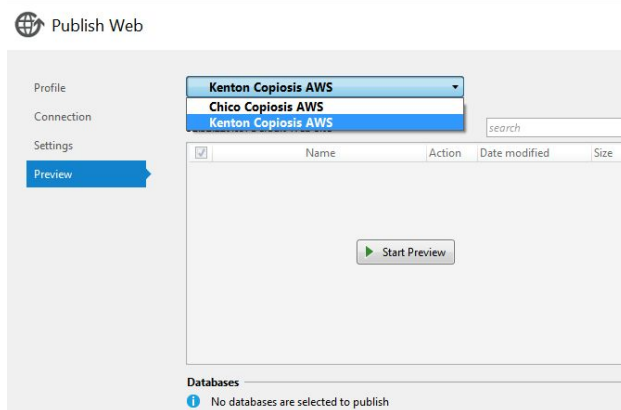 Publish Web
Profile
Connection
Settings
Preview
Kenton Copiosis AWS
Chico Copiosis AWS
Kenton Copiosis AWS
search
Name Action Date modified Size
Start Preview
Databases
No databases are selected to publish